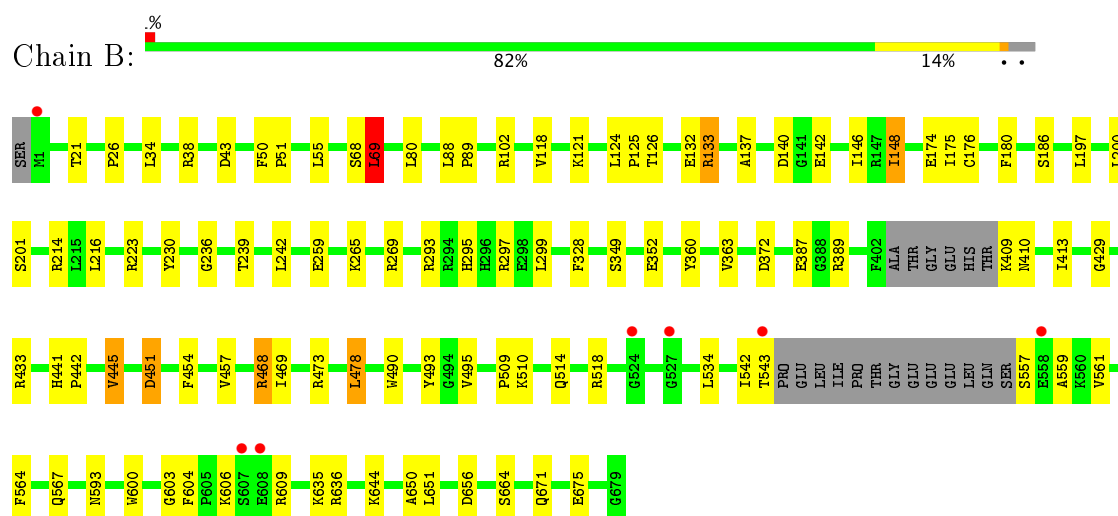 .%
Chain B:
82% 14% • •
SER M1 T21 P26 L34 R38 D43 F50 P51 L55 S68 L69 L80 L88 P89 R102 V118 K121 L124 P125 T126 E132 R133 A137 D140 G141 E142 I146 R147 I148 E174 I175 C176 F180 S186 L197
S201 R214 L215 L216 R223 Y230 G236 T239 L242 E259 K265 R269 R293 R294 H295 H296 R297 E298 L299 F328 S349 E352 Y360 V363 D372 E387 G388 R389 F402 ALA THR GLY GLU HIS THR K409 N410 I413 G429
R433 H441 P442 V445 D451 F454 V457 R468 I469 R473 L478 W490 Y493 G494 V495 P509 K510 Q514 R518 G524 G527 L534 I542 T543 PRO GLU LEU ILE PRO THR GLY GLU GLU GLU LEU GLN SER S557 E558 A559 K560 V561
F564 Q567 N593 W600 G603 F604 P605 K606 S607 E608 R609 K635 R636 K644 A650 L651 D656 S664 Q671 E675 G679